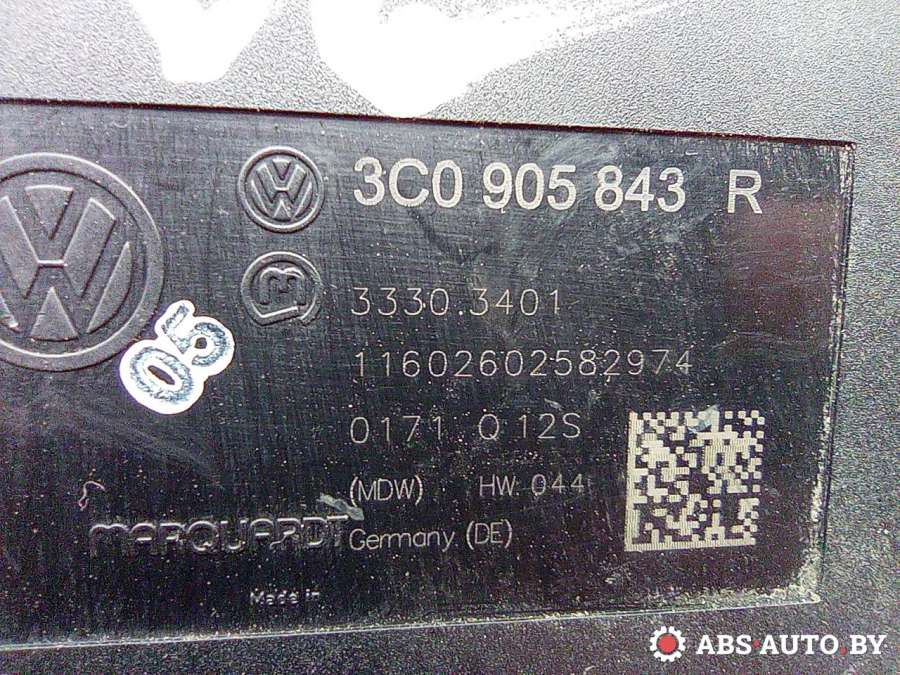 3C0 905 843 R
3330.3401
11602602582974
0171 Q 12S
(MDW) HW 044
MARQUARDT
Germany (DE)
Made in
05
ABS-AUTO.BY